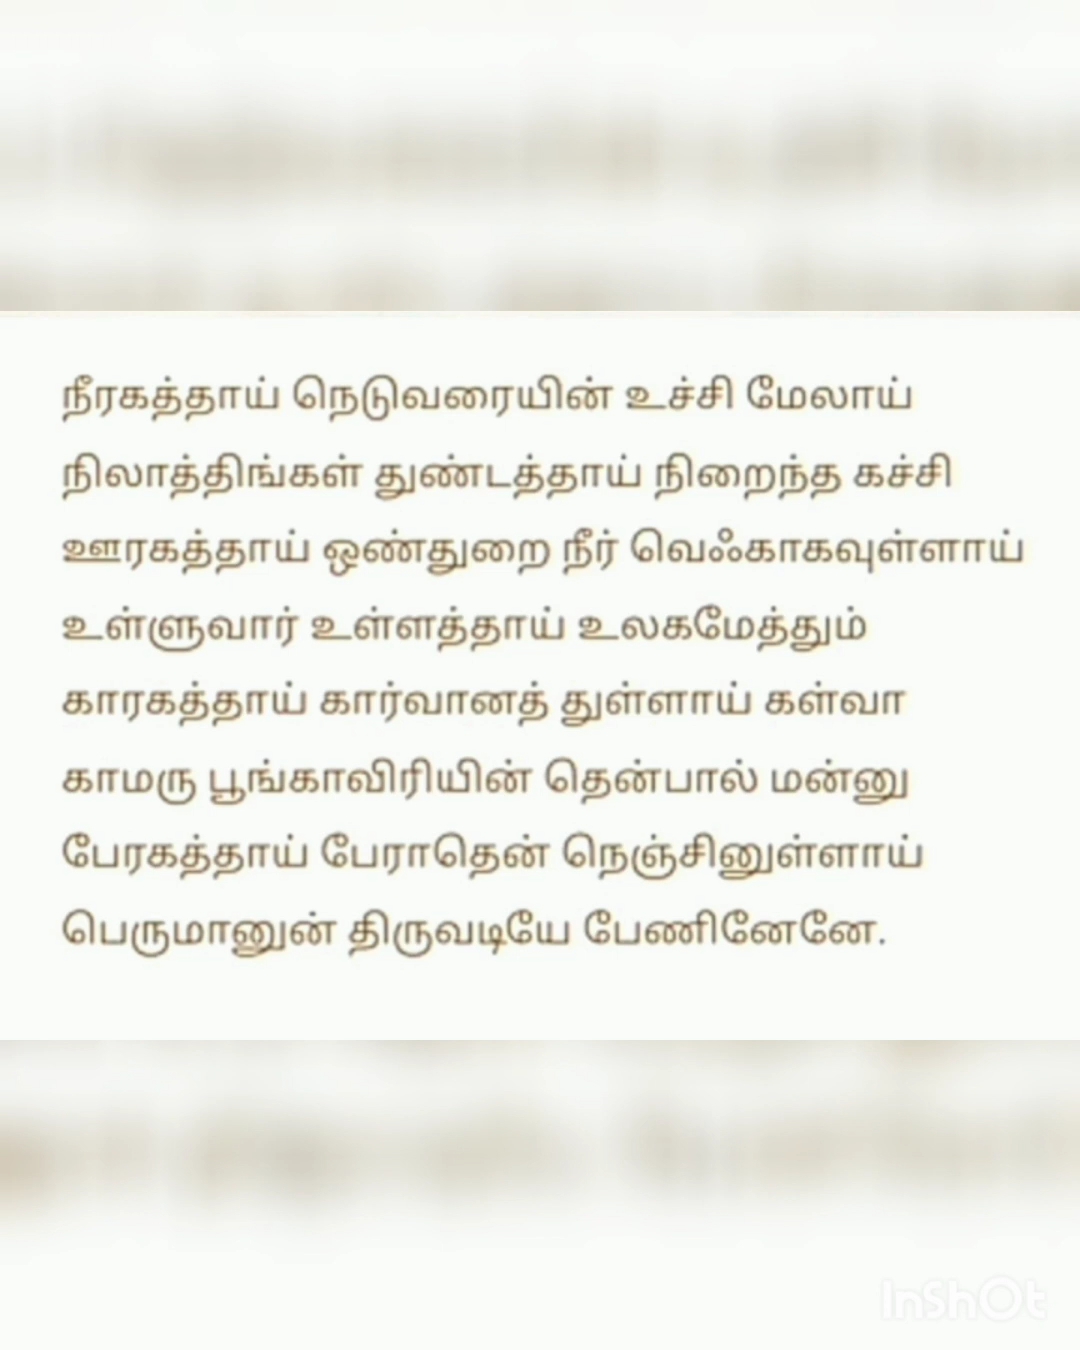 நீரகத்தாய் நெடுவரையின் உச்சி மேலாய்
நிலாத்திங்கள் துண்டத்தாய் நிறைந்த கச்சி
ஊரகத்தாய் ஒண்துறை நீர் வெஃகாகவுள்ளாய்
உள்ளுவார் உள்ளத்தாய் உலகமேத்தும்
காரகத்தாய் கார்வானத் துள்ளாய் கள்வா
காமரு பூங்காவிரியின் தென்பால் மன்னு
பேரகத்தாய் பேராதென் நெஞ்சினுள்ளாய்
பெருமானுன் திருவடியே பேணினேனே.
InShOt